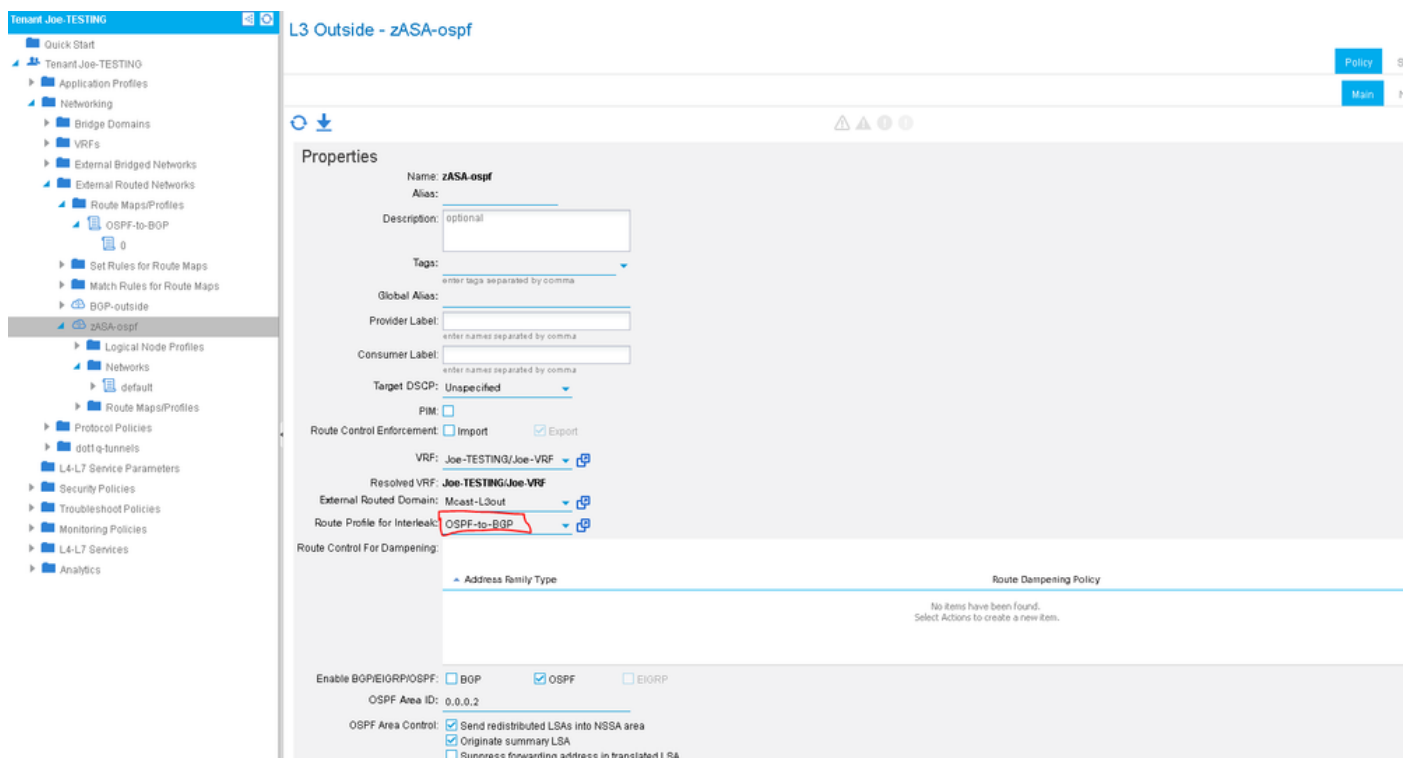 Tenant Joe-TESTING
Quick Start
Tenant Joe-TESTING
Application Profiles
Networking
Bridge Domains
VRFs
External Bridged Networks
External Routed Networks
Route Maps/Profiles
OSPF-to-BGP
0
Set Rules for Route Maps
Match Rules for Route Maps
BGP-outside
zASA-ospf
Logical Node Profiles
Networks
default
Route Maps/Profiles
Protocol Policies
dot1q-tunnels
L4-L7 Service Parameters
Security Policies
Troubleshoot Policies
Monitoring Policies
L4-L7 Services
Analytics
L3 Outside - zASA-ospf
Policy S
Main
Properties
Name: zASA-ospf
Alias:
Description: optional
Tags:
enter tags separated by comma
Global Alias:
Provider Label:
enter names separated by comma
Consumer Label:
enter names separated by comma
Target DSCP: Unspecified
PIM:
Route Control Enforcement: Import Export
VRF: Joe-TESTING/Joe-VRF
Resolved VRF: Joe-TESTING/Joe-VRF
External Routed Domain: Mcast-L3out
Route Profile for Interleak: OSPF-to-BGP
Route Control For Dampening:
Address Family Type Route Dampening Policy
No items have been found.
Select Actions to create a new item.
Enable BGP/EIGRP/OSPF: BGP OSPF EIGRP
OSPF Area ID: 0.0.0.2
OSPF Area Control: Send redistributed LSAs into NSSA area
Originate summary LSA
Suppress forwarding address in translated LSA